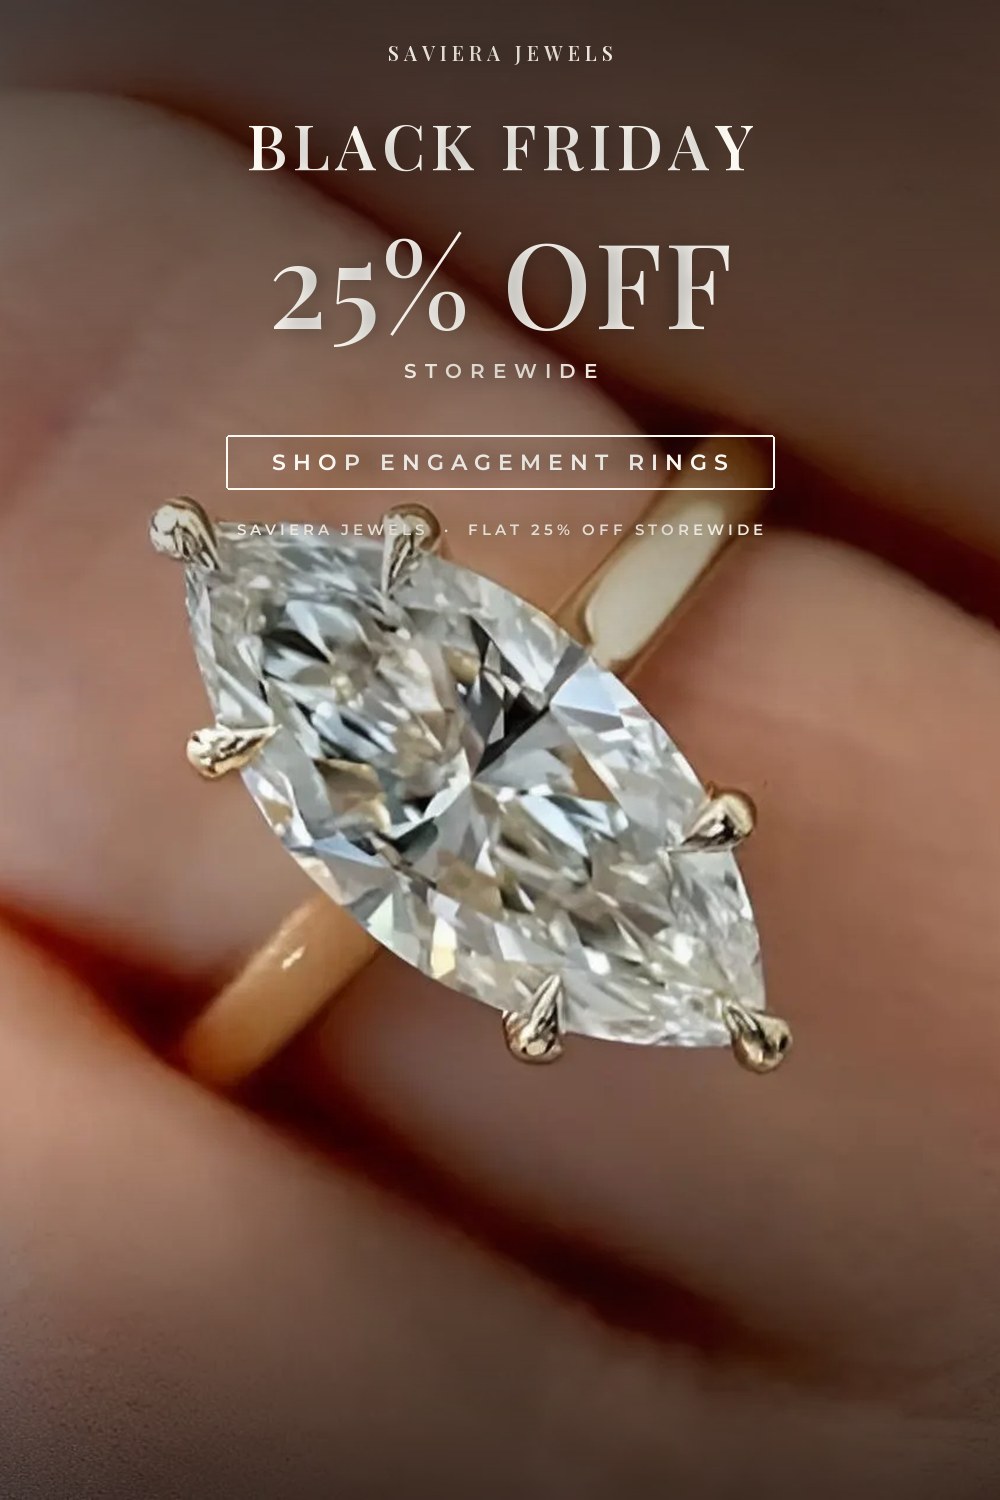 SAVIERA JEWELS
BLACK FRIDAY
25% OFF
STOREWIDE
SHOP ENGAGEMENT RINGS
SAVIERA JEWELS · FLAT 25% OFF STOREWIDE